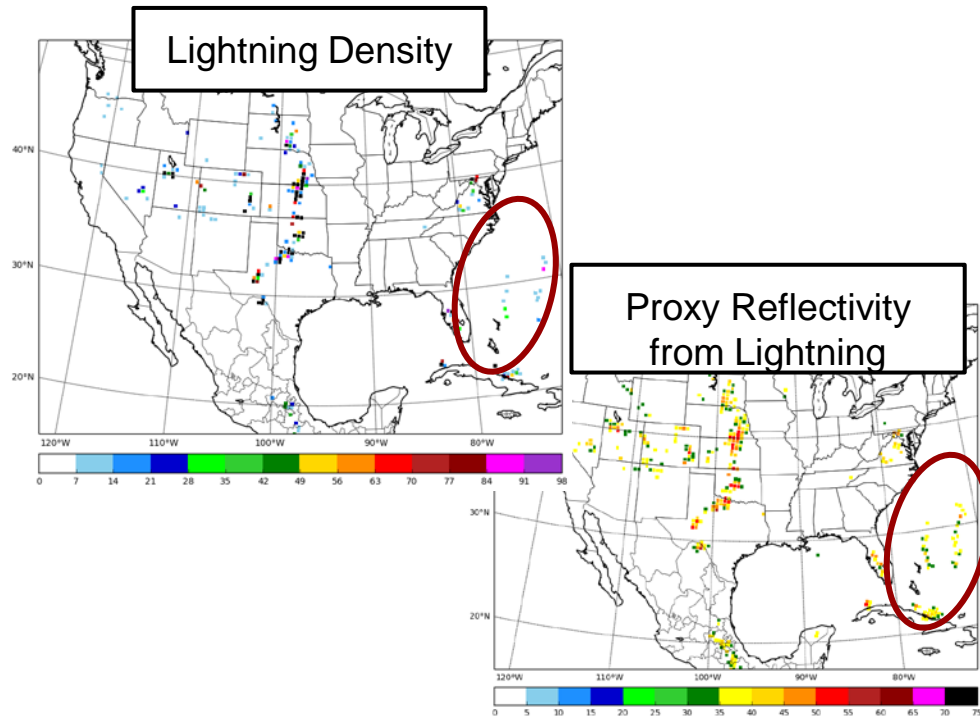 Lightning Density
40°N
30°N
20°N
120°W 110°W 100°W 90°W 80°W
0 7 14 21 28 35 42 49 56 63 70 77 84 91 98
Proxy Reflectivity
from Lightning
30°N
20°N
120°W 110°W 100°W 90°W 80°W
0 5 10 15 20 25 30 35 40 45 50 55 60 65 70 75